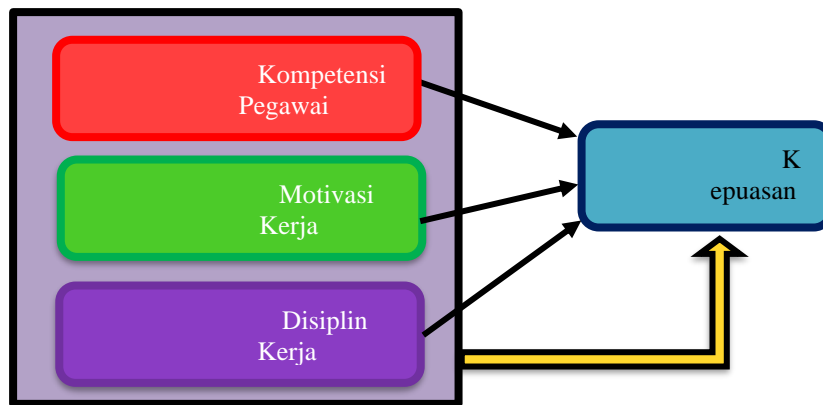 Kompetensi
Pegawai
Motivasi
Kerja
Disiplin
Kerja
K
epuasan